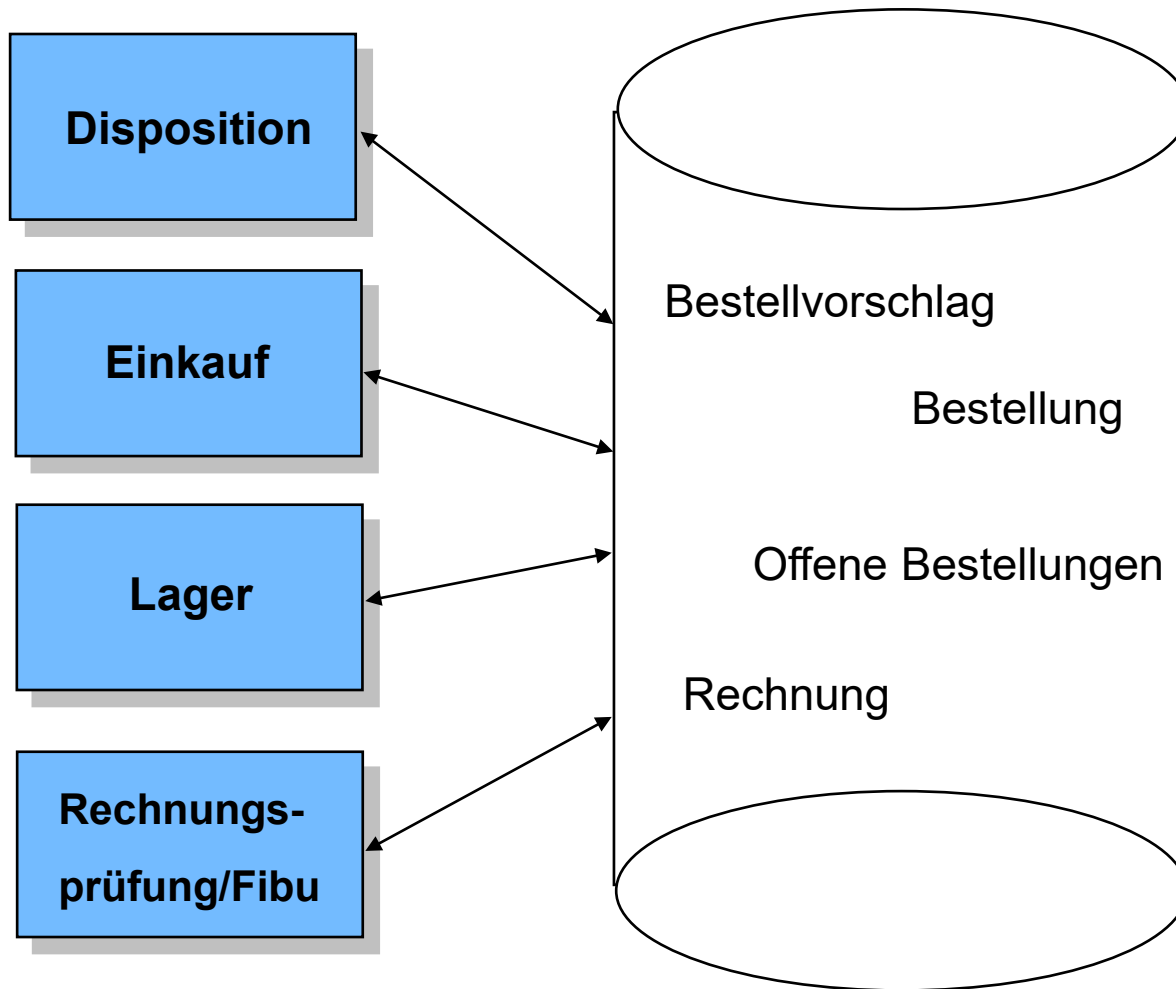 Disposition
Einkauf
Lager
Rechnungs-
prüfung/Fibu
Bestellvorschlag
Bestellung
Offene Bestellungen
Rechnung